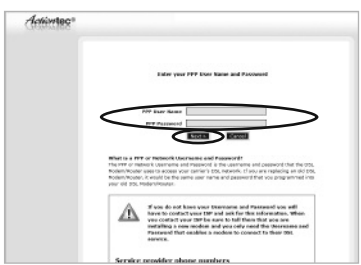 Actiontec®
Enter your PPP User Name and Password
PPP User Name
PPP Password
Next > Cancel
What is a PPP or Network Username and Password?
The PPP or Network Username and Password is the username and password that the DSL
Modem/Router uses to access your carrier's DSL network. If you are replacing an old DSL
Modem/Router, it would be the same user name and password that you programmed into
your old DSL Modem/Router.
If you do not have your Username and Password you will
have to contact your ISP and ask for this information. When
you contact your ISP be sure to tell them that you are
installing a new modem and you only need the Username and
Password that enables a modem to connect to their DSL
service.
Service provider phone numbers